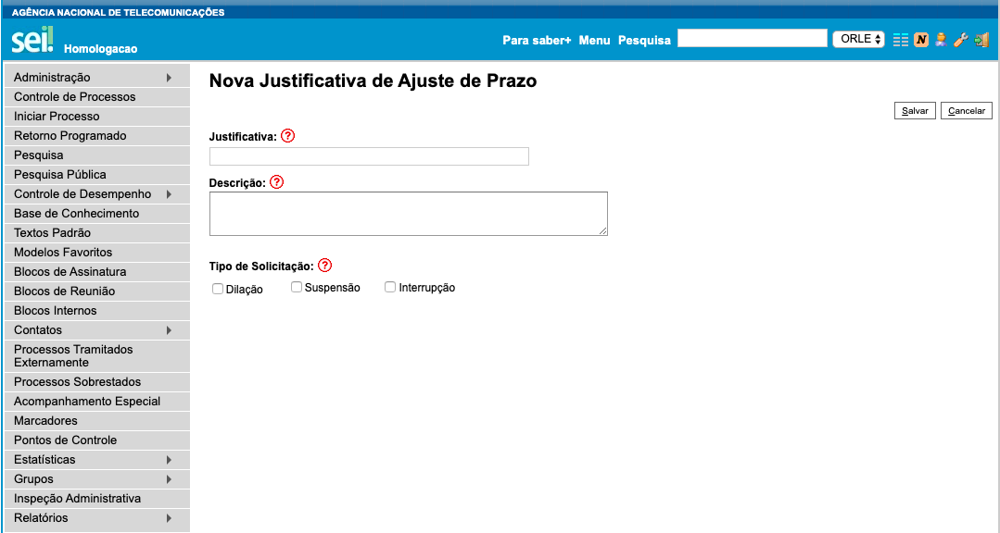 AGÊNCIA NACIONAL DE TELECOMUNICAÇÕES
sei! Homologacao
Para saber+ Menu Pesquisa ORLE N
Administração
Controle de Processos
Iniciar Processo
Retorno Programado
Pesquisa
Pesquisa Pública
Controle de Desempenho
Base de Conhecimento
Textos Padrão
Modelos Favoritos
Blocos de Assinatura
Blocos de Reunião
Blocos Internos
Contatos
Processos Tramitados
Externamente
Processos Sobrestados
Acompanhamento Especial
Marcadores
Pontos de Controle
Estatísticas
Grupos
Inspeção Administrativa
Relatórios
Nova Justificativa de Ajuste de Prazo
Salvar Cancelar
Justificativa: ?
Descrição: ?
Tipo de Solicitação: ?
Dilação Suspensão Interrupção